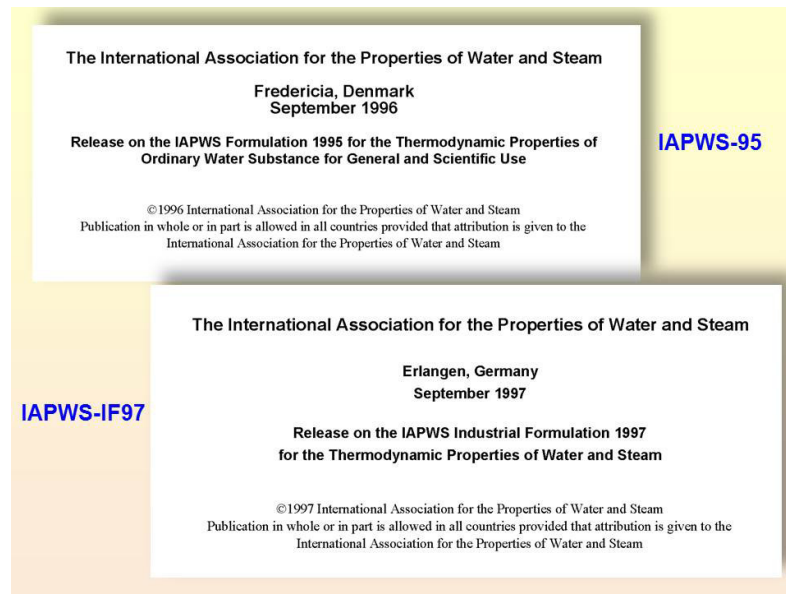 The International Association for the Properties of Water and Steam
Fredericia, Denmark
September 1996
Release on the IAPWS Formulation 1995 for the Thermodynamic Properties of
Ordinary Water Substance for General and Scientific Use
©1996 International Association for the Properties of Water and Steam
Publication in whole or in part is allowed in all countries provided that attribution is given to the
International Association for the Properties of Water and Steam
IAPWS-95
The International Association for the Properties of Water and Steam
Erlangen, Germany
September 1997
Release on the IAPWS Industrial Formulation 1997
for the Thermodynamic Properties of Water and Steam
©1997 International Association for the Properties of Water and Steam
Publication in whole or in part is allowed in all countries provided that attribution is given to the
International Association for the Properties of Water and Steam
IAPWS-IF97